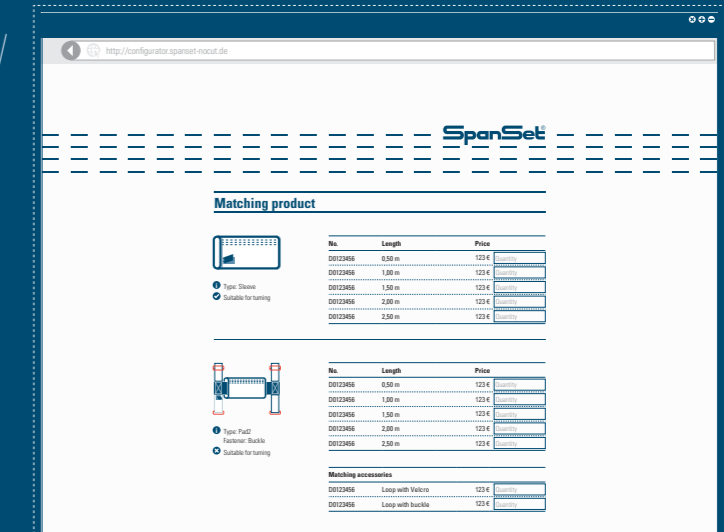 http://configurator.spanset-nocut.de
SpanSet®
Matching product
No. Length Price
D0123456 0,50 m 123 € Quantity
D0123456 1,00 m 123 € Quantity
D0123456 1,50 m 123 € Quantity
D0123456 2,00 m 123 € Quantity
D0123456 2,50 m 123 € Quantity
Type: Sleeve
Suitable for turning
No. Length Price
D0123456 0,50 m 123 € Quantity
D0123456 1,00 m 123 € Quantity
D0123456 1,50 m 123 € Quantity
D0123456 2,00 m 123 € Quantity
D0123456 2,50 m 123 € Quantity
Type: Pad2
Fastener: Buckle
Suitable for turning
Matching accessories
D0123456 Loop with Velcro 123 € Quantity
D0123456 Loop with buckle 123 € Quantity